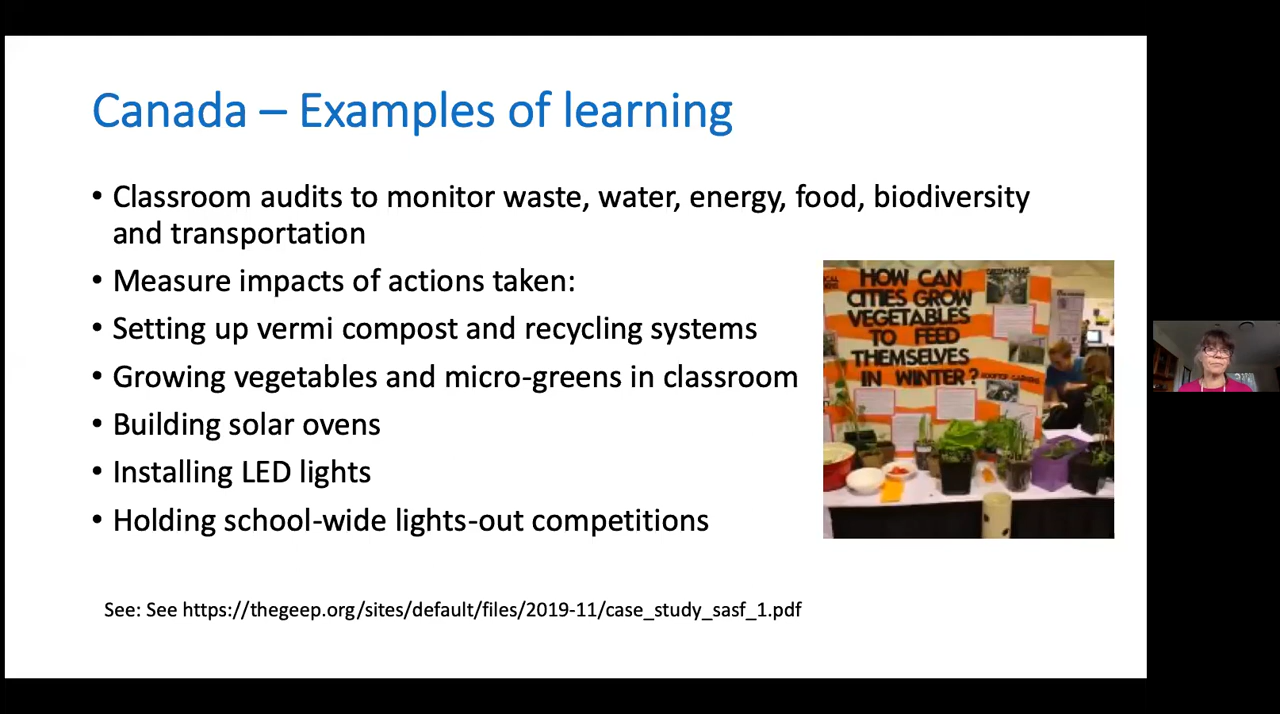 Canada – Examples of learning
• Classroom audits to monitor waste, water, energy, food, biodiversity
and transportation
• Measure impacts of actions taken:
• Setting up vermi compost and recycling systems
• Growing vegetables and micro-greens in classroom
• Building solar ovens
• Installing LED lights
• Holding school-wide lights-out competitions
HOW CAN
CITIES GROW
VEGETABLES
TO FEED
THEMSELVES
IN WINTER?
ROOFTOP GARDENS
GREENHOUSES
See: See https://thegeep.org/sites/default/files/2019-11/case_study_sasf_1.pdf